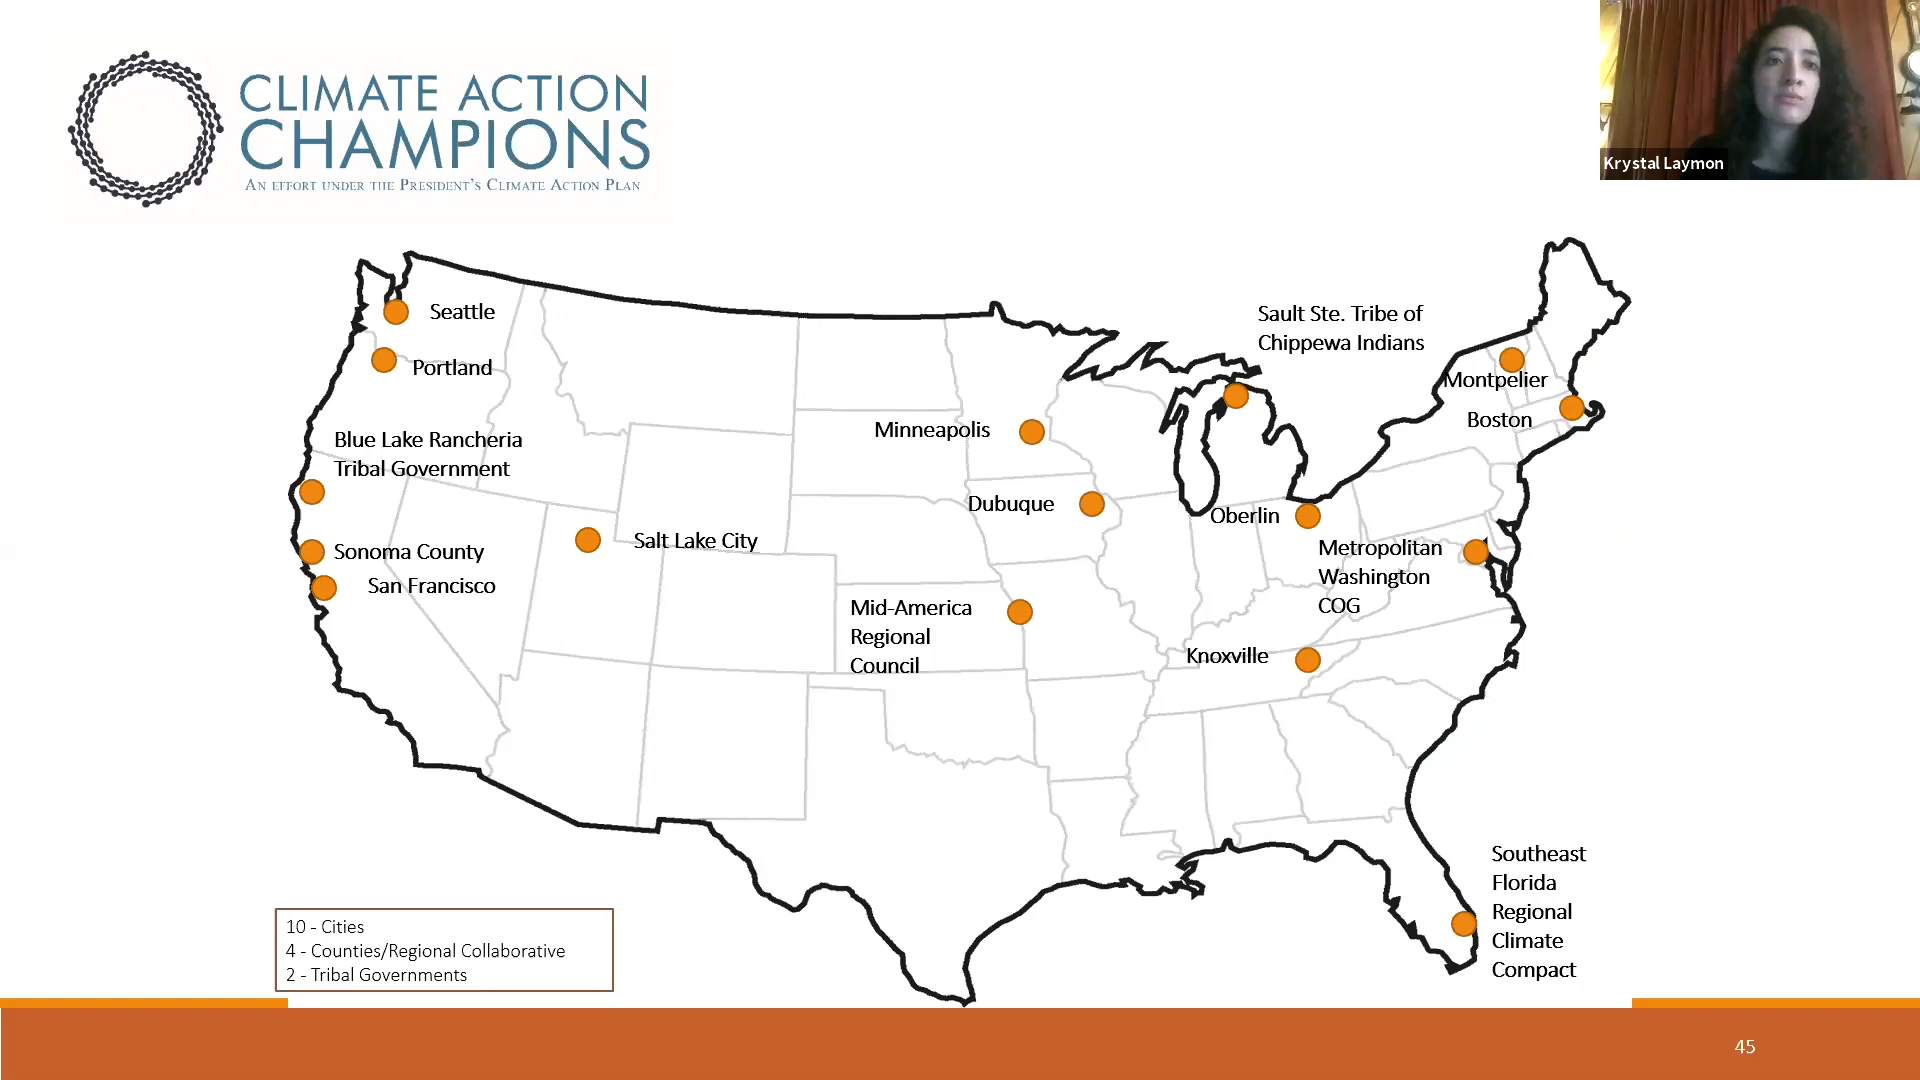 CLIMATE ACTION
CHAMPIONS
AN EFFORT UNDER THE PRESIDENT'S CLIMATE ACTION PLAN
Krystal Laymon
Seattle
Portland
Blue Lake Rancheria
Tribal Government
Sonoma County
San Francisco
Salt Lake City
Minneapolis
Dubuque
Mid-America
Regional
Council
Sault Ste. Tribe of
Chippewa Indians
Montpelier
Boston
Oberlin
Metropolitan
Washington
COG
Knoxville
Southeast
Florida
Regional
Climate
Compact
10 - Cities
4 - Counties/Regional Collaborative
2 - Tribal Governments
45